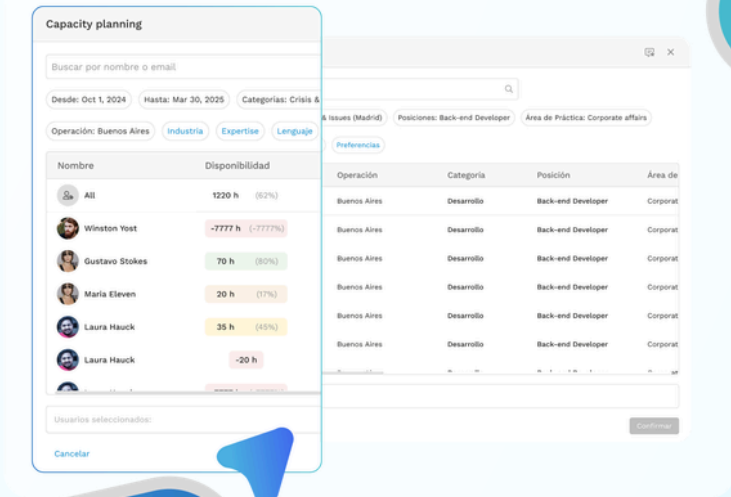 Capacity planning
Buscar por nombre o email
Desde: Oct 1, 2024 Hasta: Mar 30, 2025 Categorías: Crisis &
& Issues (Madrid) Posiciones: Back-end Developer Área de Práctica: Corporate affairs
Operación: Buenos Aires Industria Expertise Lenguaje
Preferencias
Nombre Disponibilidad
Operación Categoría Posición Área de
All 1220 h (62%)
Buenos Aires Desarrollo Back-end Developer Corporat
Winston Yost -7777 h (-7777%)
Buenos Aires Desarrollo Back-end Developer Corporat
Gustavo Stokes 70 h (80%)
Buenos Aires Desarrollo Back-end Developer Corporat
Maria Eleven 20 h (17%)
Buenos Aires Desarrollo Back-end Developer Corporat
Laura Hauck 35 h (45%)
Buenos Aires Desarrollo Back-end Developer Corporat
Laura Hauck -20 h
Buenos Aires Desarrollo Back-end Developer Corporat
Usuarios seleccionados:
Confirmar
Cancelar